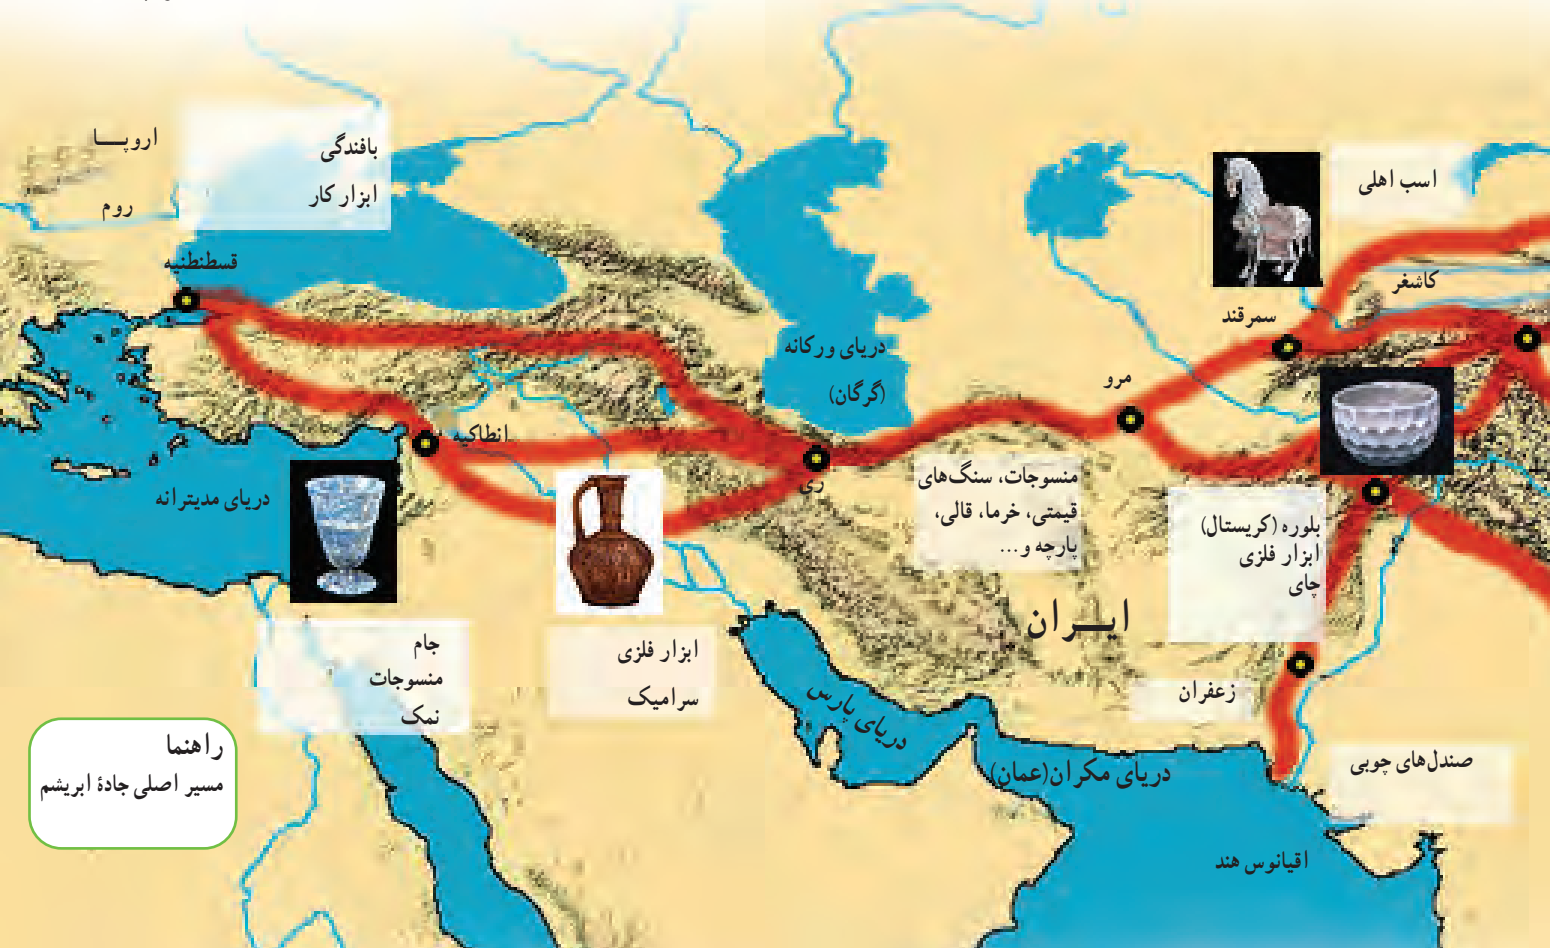 اروپــا
روم
بافندگی
ابزار کار
قسطنطنیه
دریای ورکانه
(گرگان)
اسب اهلی
کاشغر
سمرقند
مرو
انطاکیه
ری
دریای مدیترانه
منسوجات، سنگ‌های
قیمتی، خرما، قالی،
پارچه و...
بلوره (کریستال)
ابزار فلزی
چای
ایــران
جام
منسوجات
نمک
ابزار فلزی
سرامیک
زعفران
دریای پارس
دریای مکران(عمان)
صندل‌های چوبی
اقیانوس هند
راهنما
مسیر اصلی جادهٔ ابریشم